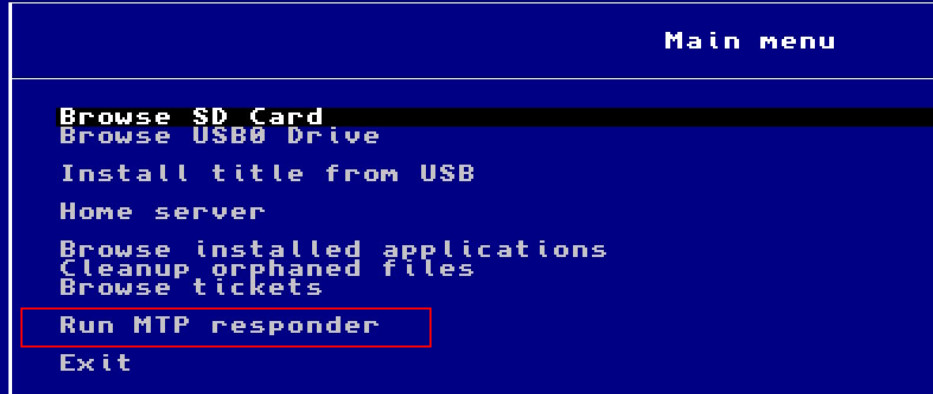 Main menu
Browse SD Card
Browse USB0 Drive
Install title from USB
Home server
Browse installed applications
Cleanup orphaned files
Browse tickets
Run MTP responder
Exit